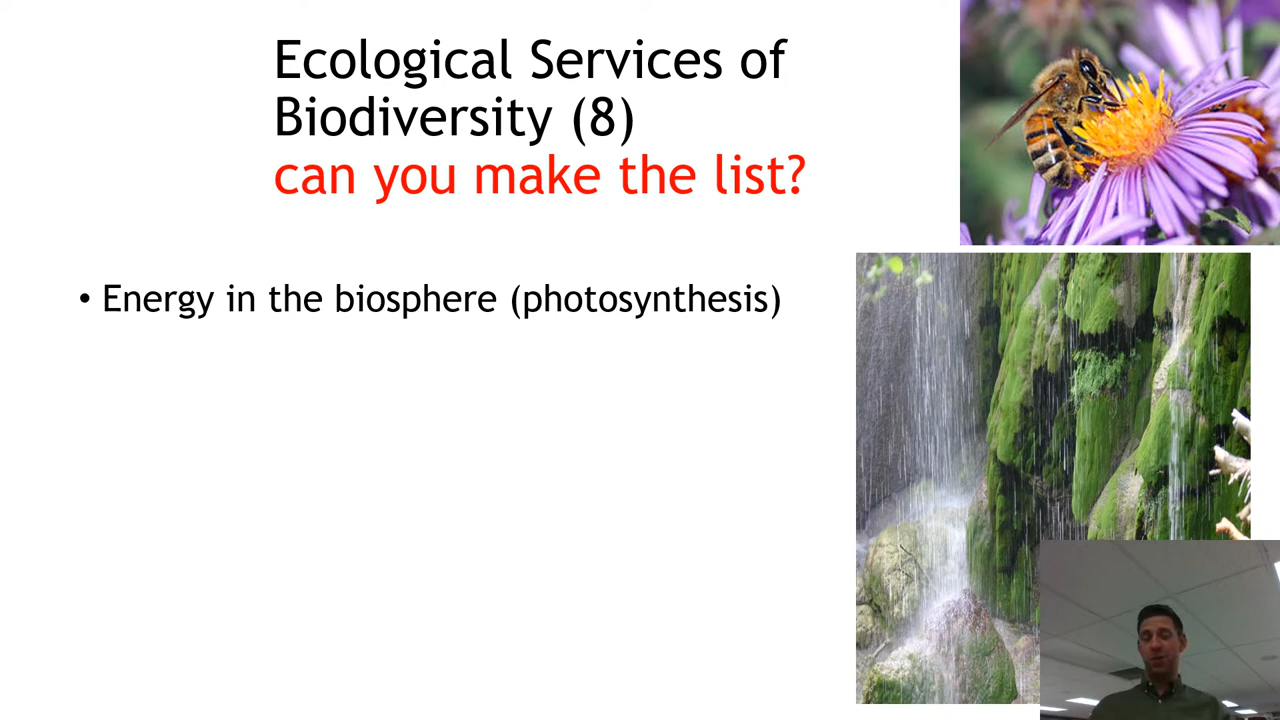 Ecological Services of
Biodiversity (8)
can you make the list?
• Energy in the biosphere (photosynthesis)